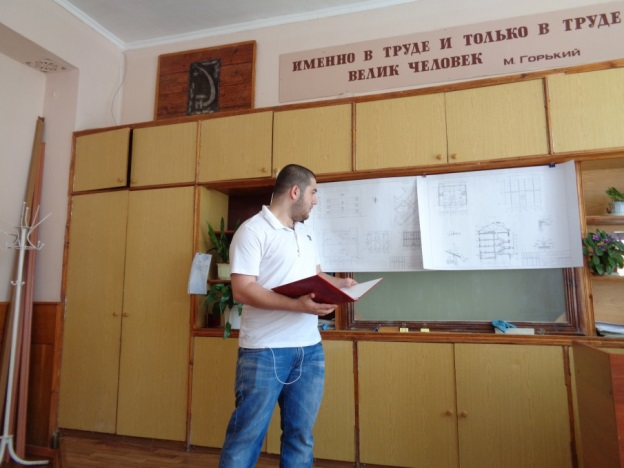 ИМЕННО В ТРУДЕ И ТОЛЬКО В ТРУДЕ
ВЕЛИК ЧЕЛОВЕК М. ГОРЬКИЙ